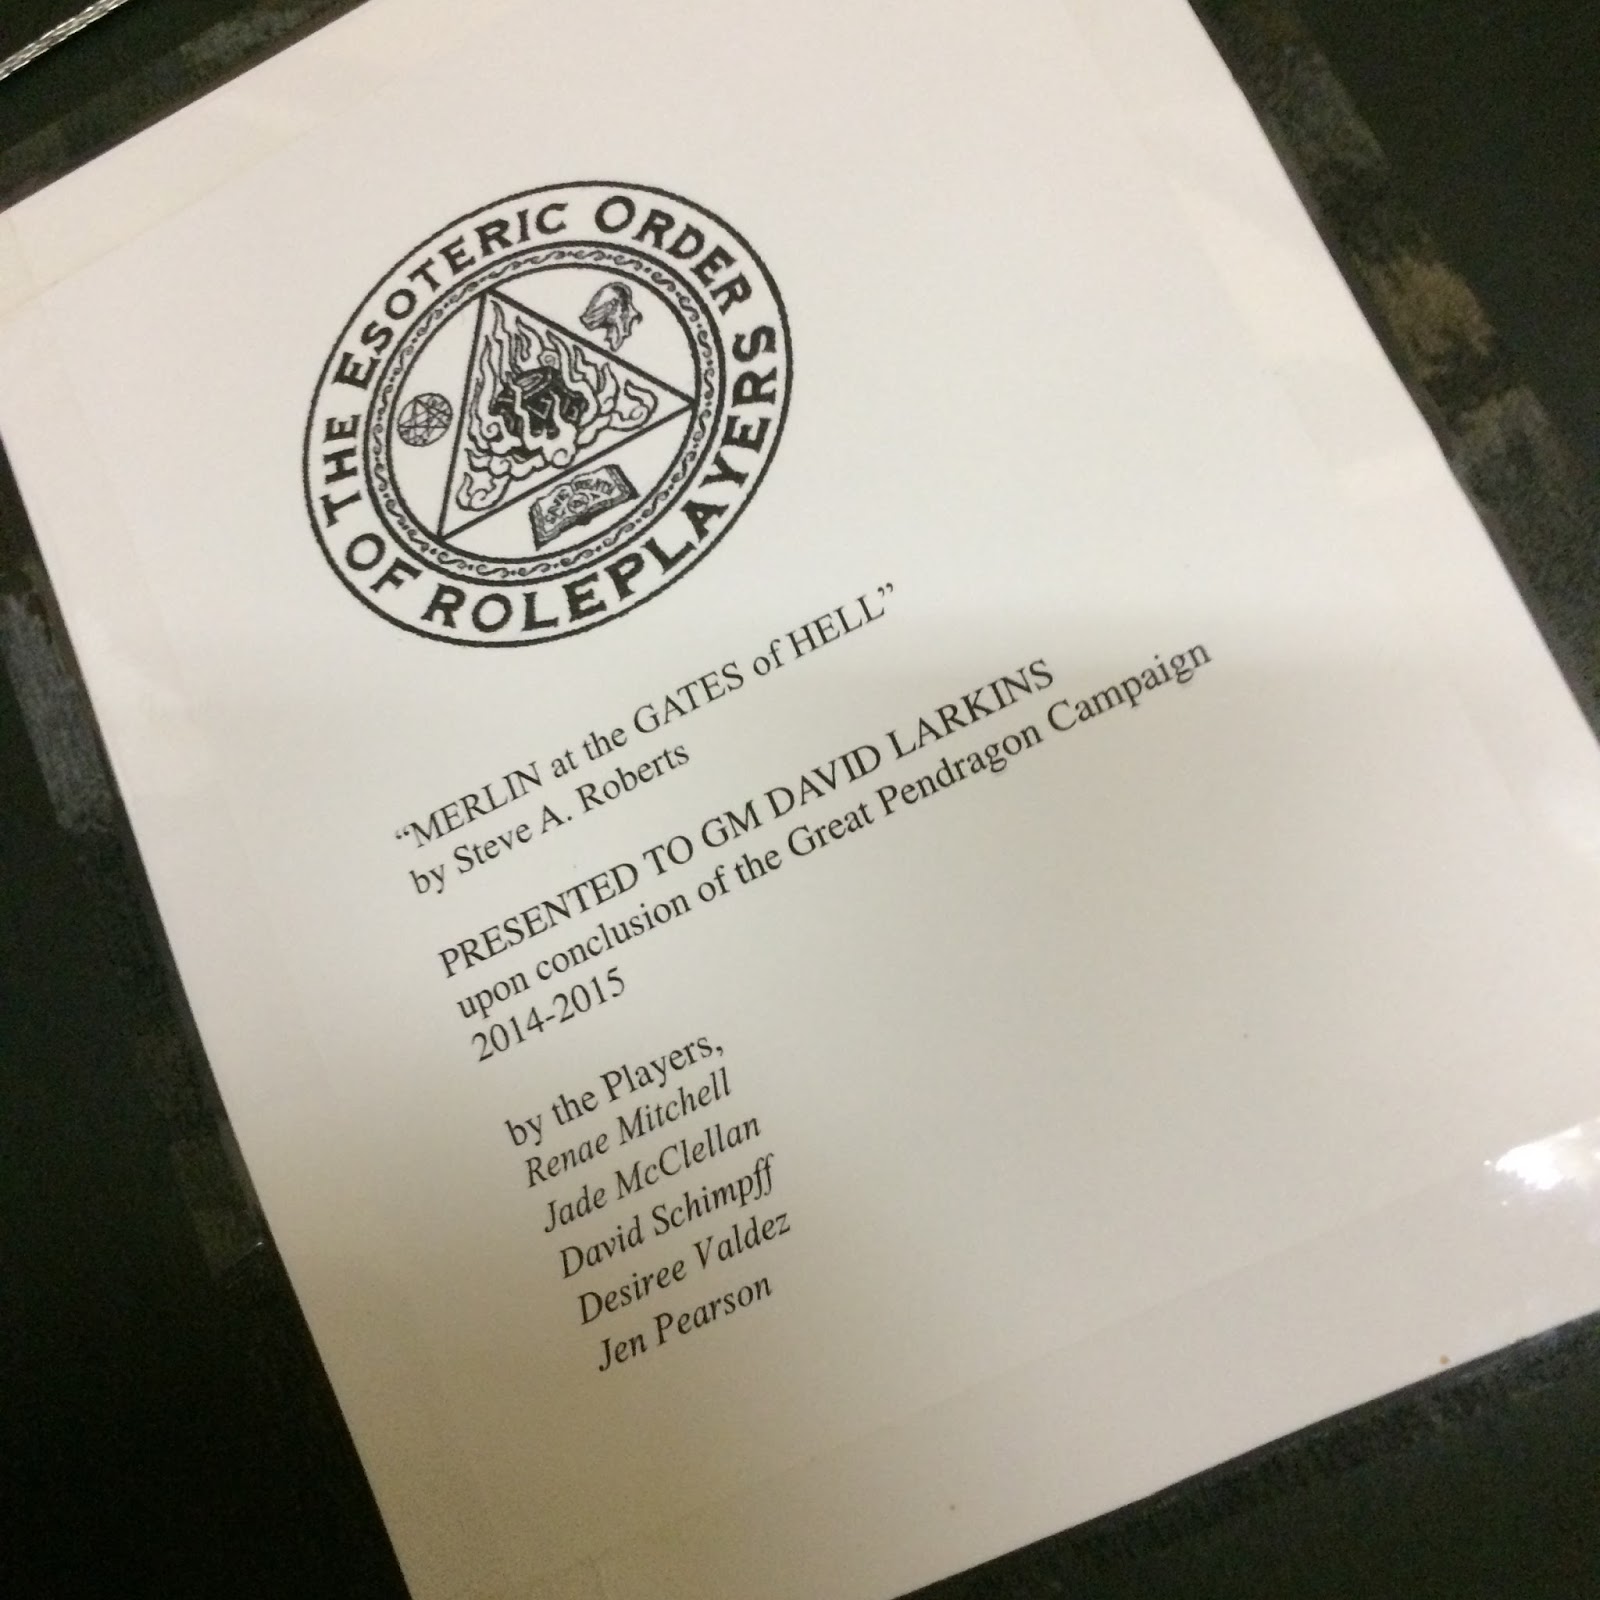 THE ESOTERIC ORDER
OF ROLEPLAYERS
“MERLIN at the GATES of HELL”
by Steve A. Roberts
PRESENTED TO GM DAVID LARKINS
upon conclusion of the Great Pendragon Campaign
2014-2015
by the Players,
Renae Mitchell
Jade McClellan
David Schimpff
Desiree Valdez
Jen Pearson